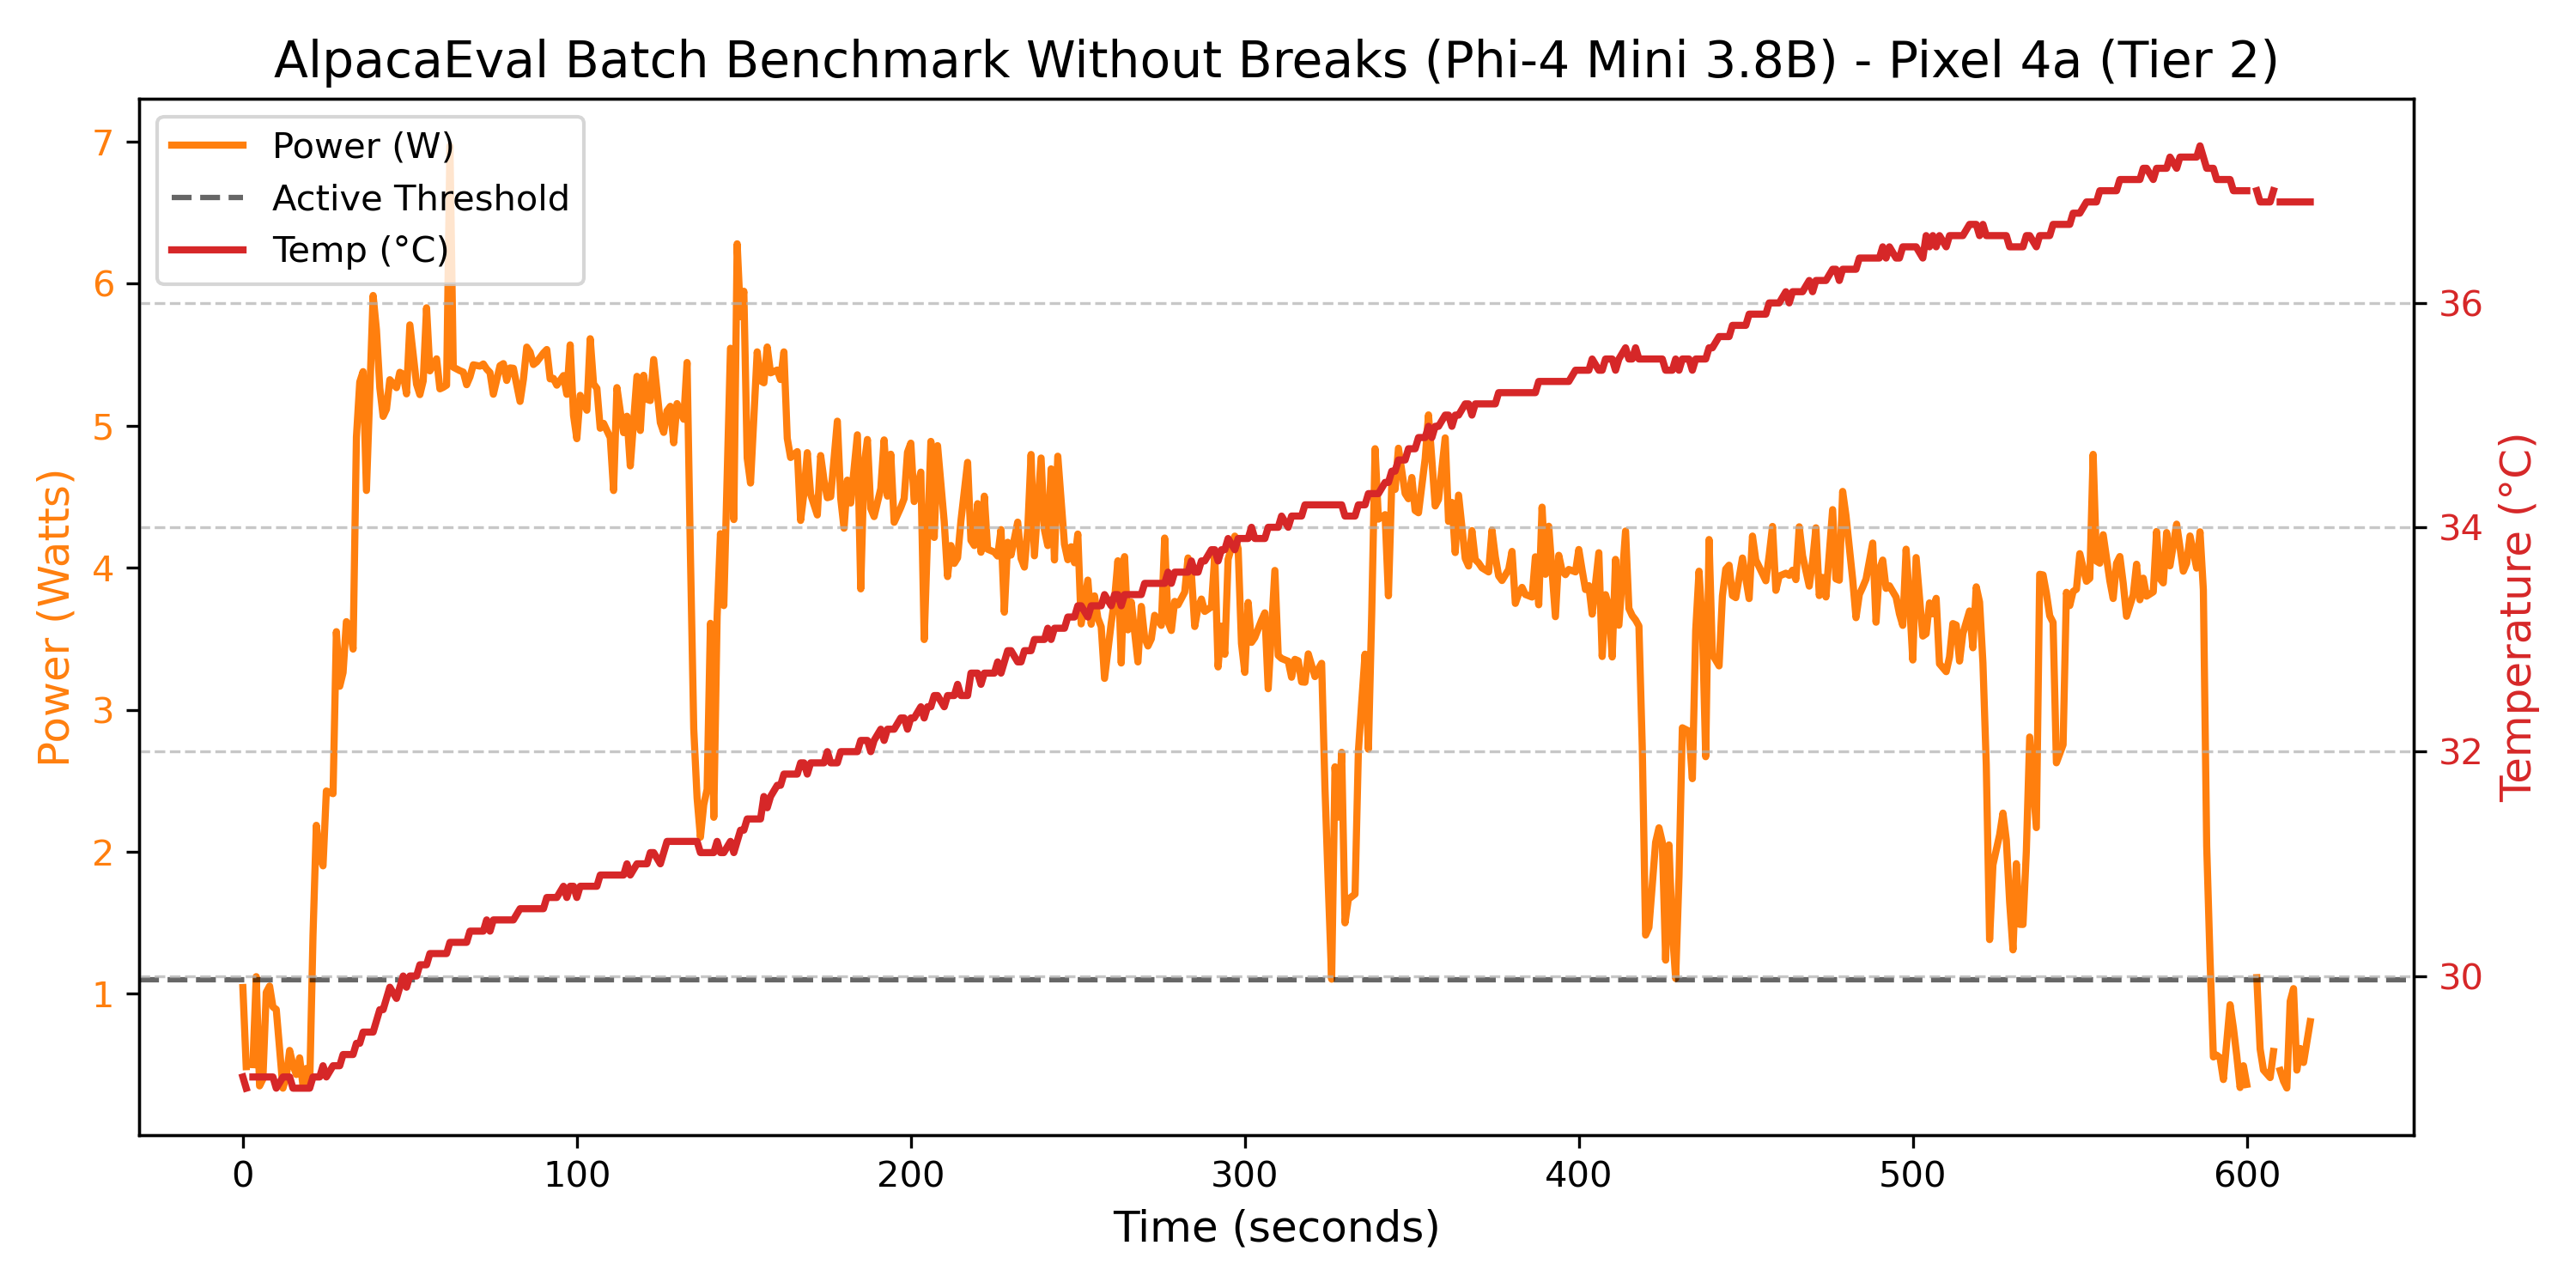 AlpacaEval Batch Benchmark Without Breaks (Phi-4 Mini 3.8B) - Pixel 4a (Tier 2)
Power (W)
Active Threshold
Temp (°C)
7
6
5
4
3
2
1
Power (Watts)
36
34
32
30
Temperature (°C)
0 100 200 300 400 500 600
Time (seconds)